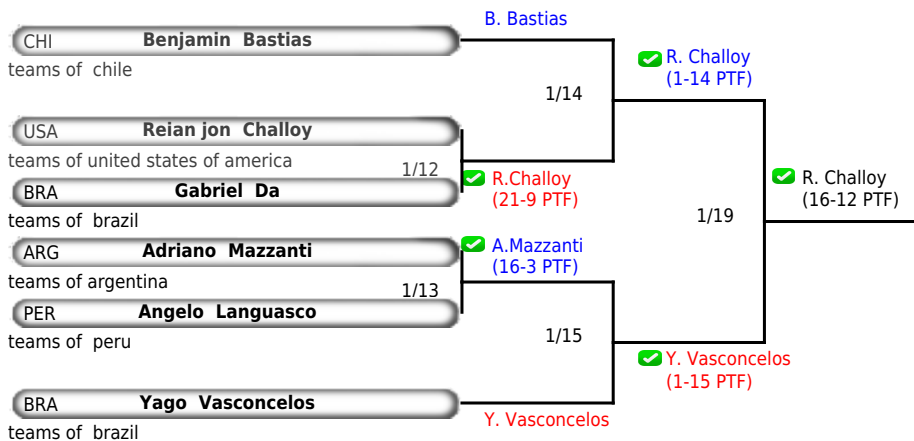 B. Bastias
CHI Benjamin Bastias
teams of chile
R. Challoy
(1-14 PTF)
1/14
USA Reian jon Challoy
teams of united states of america
1/12
R.Challoy
(21-9 PTF)
BRA Gabriel Da
teams of brazil
R. Challoy
(16-12 PTF)
1/19
ARG Adriano Mazzanti
teams of argentina
A.Mazzanti
(16-3 PTF)
1/13
PER Angelo Languasco
teams of peru
1/15
Y. Vasconcelos
(1-15 PTF)
BRA Yago Vasconcelos
teams of brazil
Y. Vasconcelos